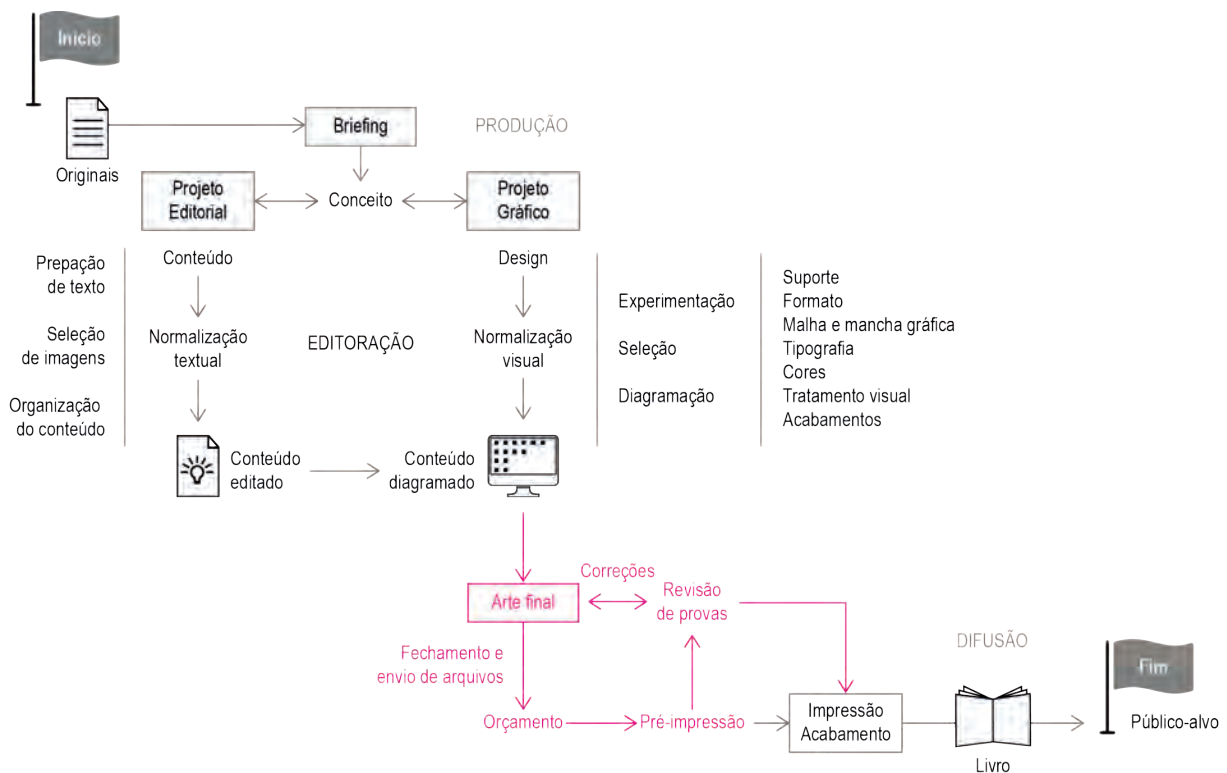 Início
Originais
Briefing
PRODUÇÃO
Projeto
Editorial
Conceito
Projeto
Gráfico
Prepação
de texto
Seleção
de imagens
Organização
do conteúdo
Conteúdo
Normalização
textual
EDITORAÇÃO
Design
Normalização
visual
Experimentação
Seleção
Diagramação
Suporte
Formato
Malha e mancha gráfica
Tipografia
Cores
Tratamento visual
Acabamentos
Conteúdo
editado
Conteúdo
diagramado
Arte final
Correções
Revisão
de provas
Fechamento e
envio de arquivos
Orçamento
Pré-impressão
Impressão
Acabamento
DIFUSÃO
Livro
Fim
Público-alvo